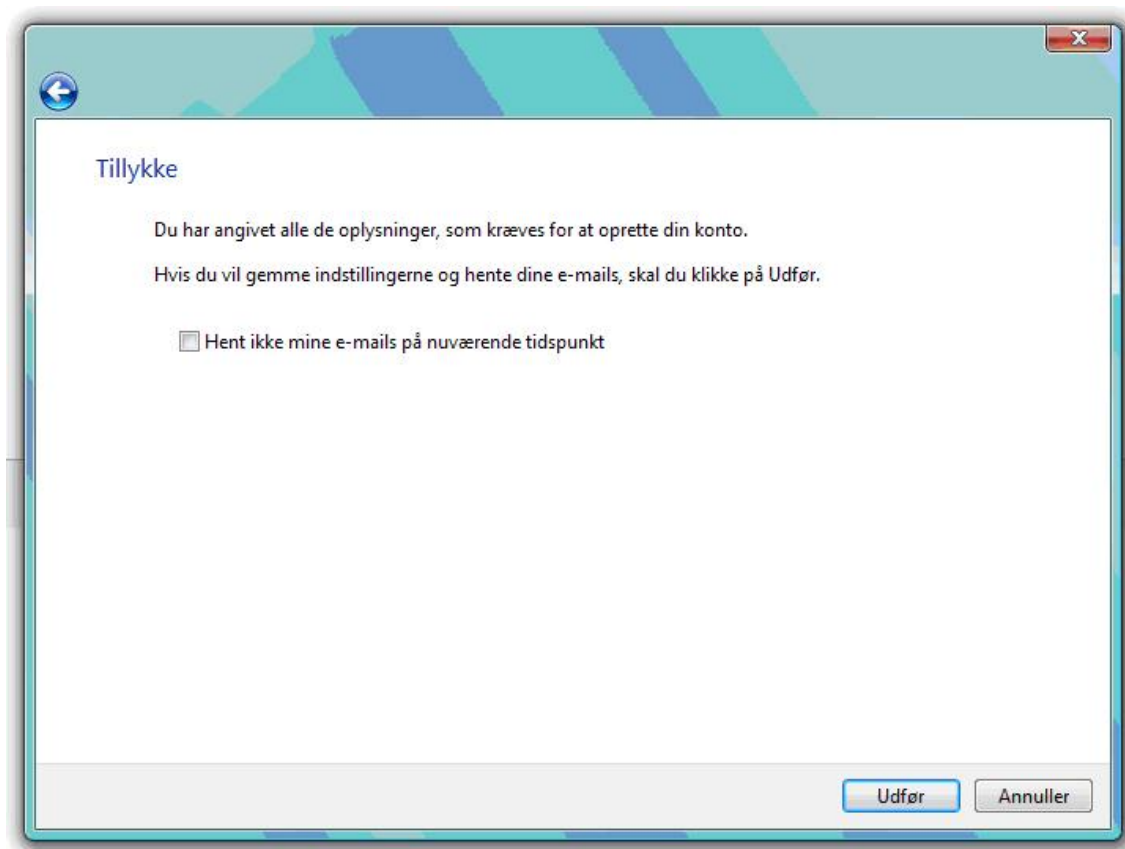 Tillykke
Du har angivet alle de oplysninger, som kræves for at oprette din konto.
Hvis du vil gemme indstillingerne og hente dine e-mails, skal du klikke på Udfør.
Hent ikke mine e-mails på nuværende tidspunkt
Udfør
Annuller